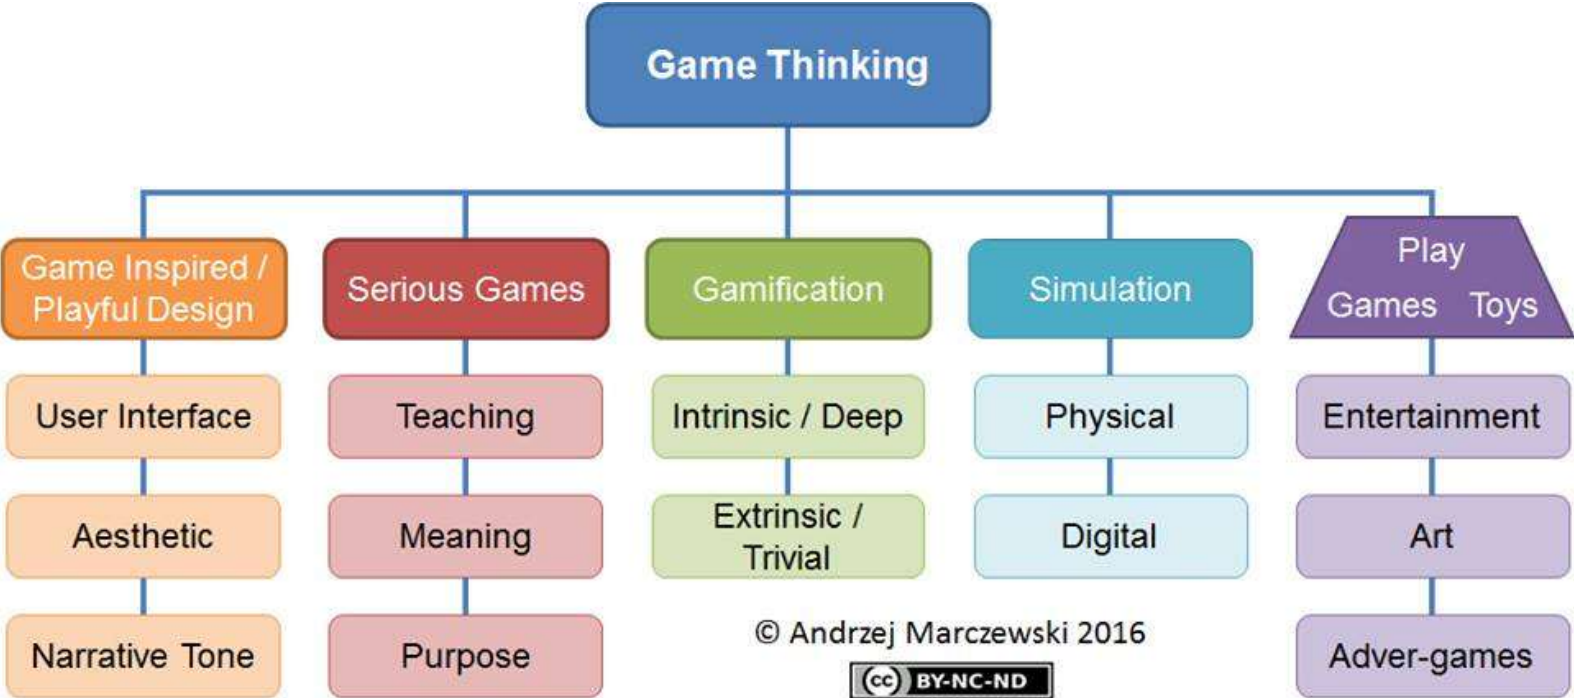 Game Thinking
Game Inspired /
Playful Design
Serious Games
Gamification
Simulation
Play
Games Toys
User Interface
Teaching
Intrinsic / Deep
Physical
Entertainment
Aesthetic
Meaning
Extrinsic /
Trivial
Digital
Art
Narrative Tone
Purpose
Adver-games
© Andrzej Marczewski 2016
cc BY-NC-ND